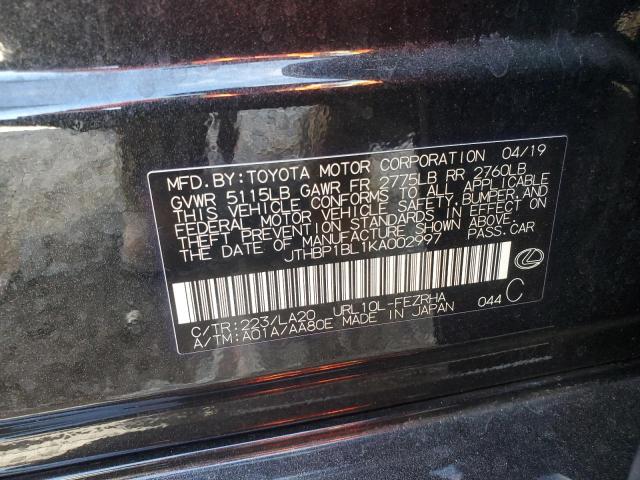 MFD.BY:TOYOTA MOTOR CORPORATION 04/19
GVWR 5115LB GAWR FR 2775LB RR 2760LB
THIS VEHICLE CONFORMS TO ALL APPLICABLE
FEDERAL MOTOR VEHICLE SAFETY,BUMPER,AND
THEFT PREVENTION STANDARDS IN EFFECT ON
THE DATE OF MANUFACTURE SHOWN ABOVE.
JTHBP1BL1KA002997 PASS.CAR
C/TR:223/LA20 URL10L-FEZRHA 044 C
A/TM:A01A/AA80E MADE IN JAPAN